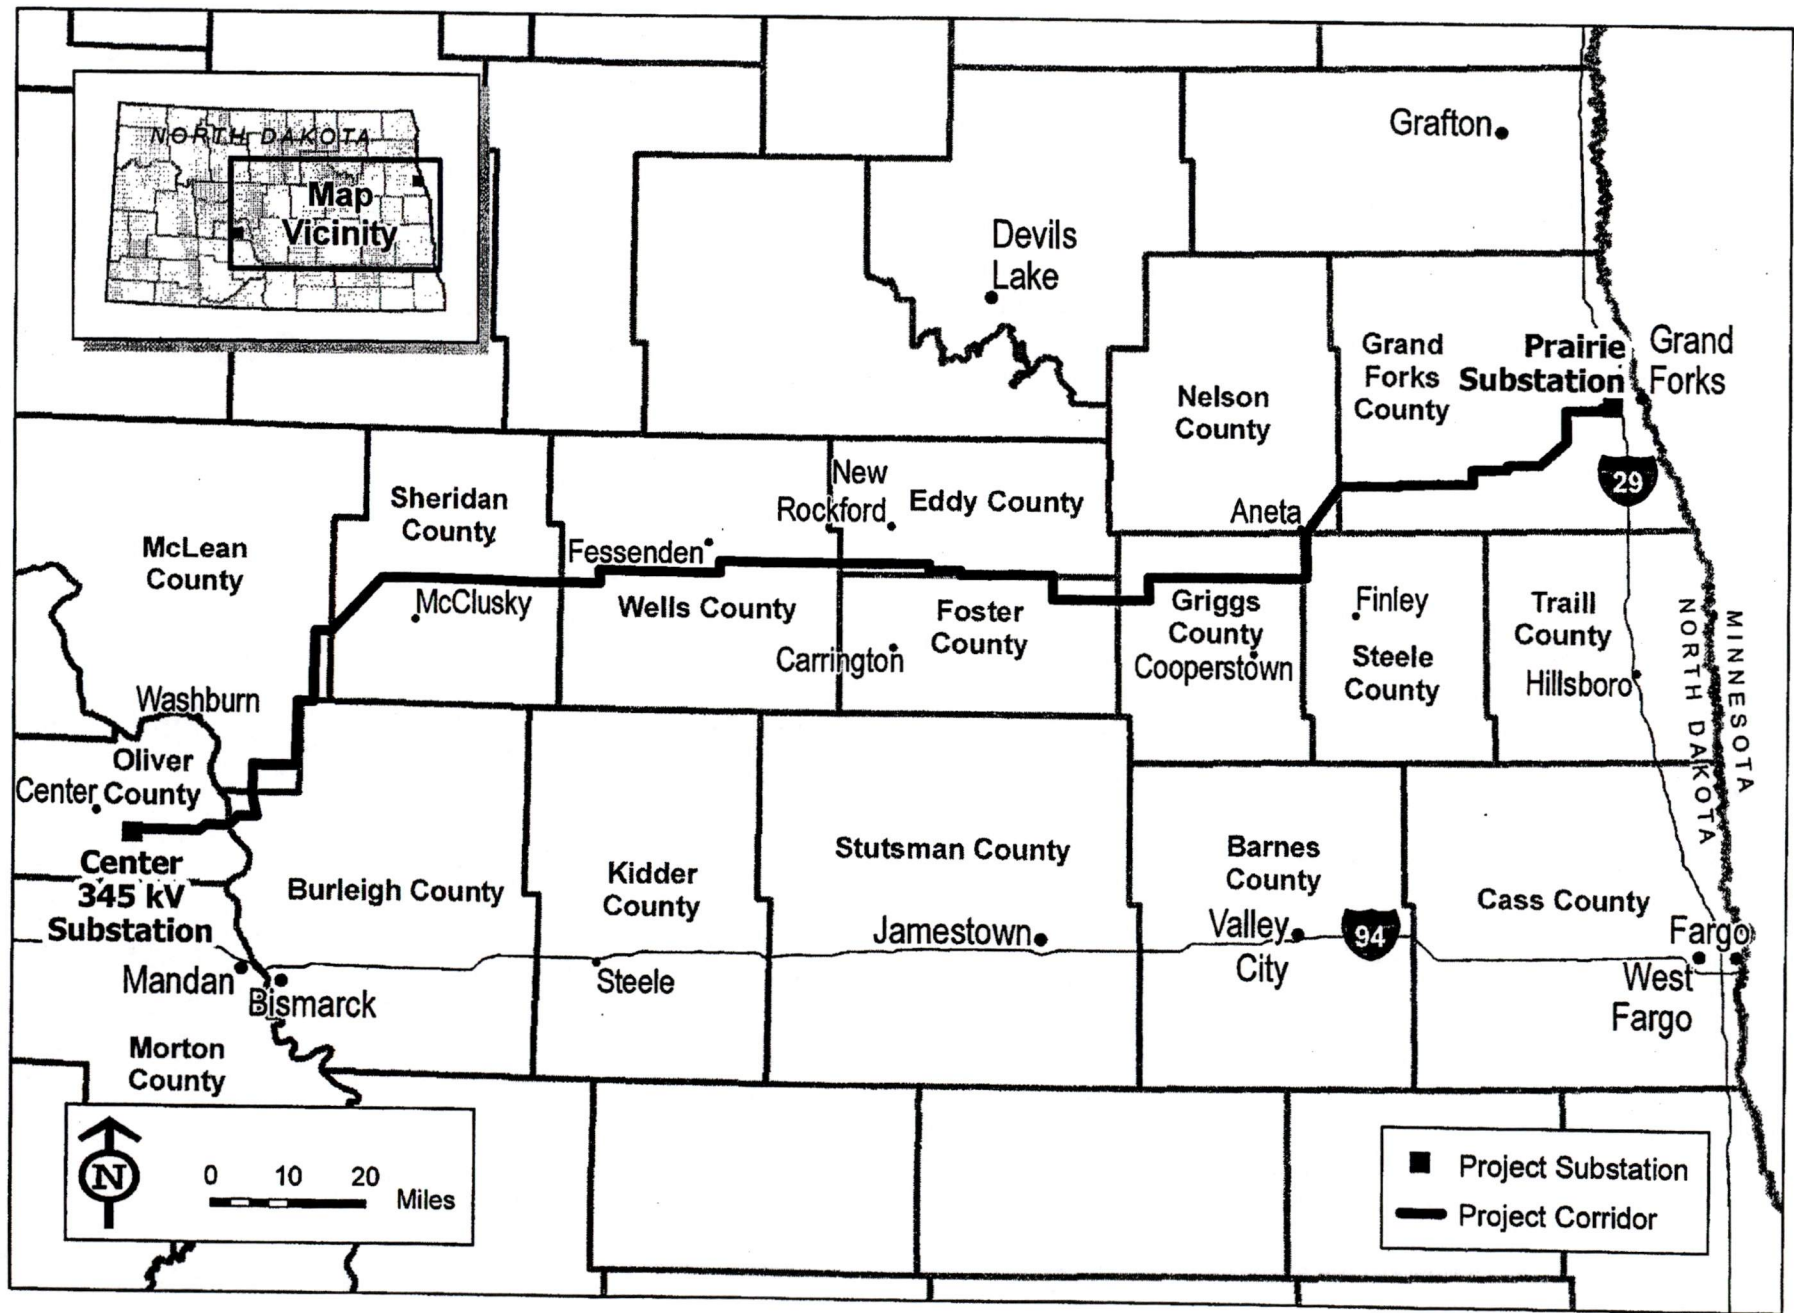 NORTH DAKOTA
Map
Vicinity
Grafton
Devils
Lake
Grand
Forks
County
Prairie
Substation
Grand
Forks
Nelson
County
29
New
Rockford
Eddy County
Aneta
Sheridan
County
McLean
County
Fessenden
McClusky
Wells County
Foster
County
Griggs
County
Cooperstown
Finley
Steele
County
Traill
County
Hillsboro
MINNESOTA
NORTH DAKOTA
Carrington
Washburn
Oliver
County
Center
Center
345 kV
Substation
Burleigh County
Kidder
County
Stutsman County
Barnes
County
Cass County
Jamestown
Valley
City
94
Fargo
West
Fargo
Mandan
Bismarck
Steele
Morton
County
N
0 10 20
Miles
Project Substation
Project Corridor